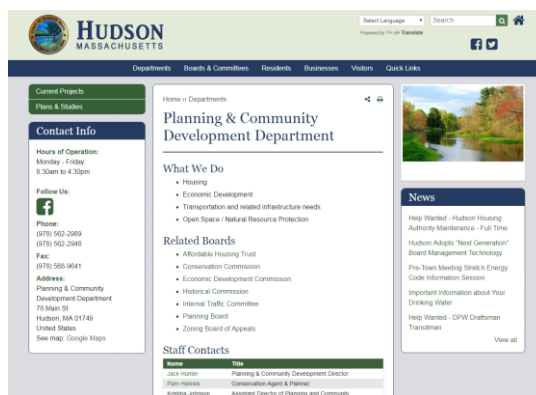 HUDSON
MASSACHUSETTS
Select Language
Search
Powered by Google Translate
Departments Boards & Committees Residents Businesses Visitors Quick Links
Current Projects
Plans & Studies
Contact Info
Hours of Operation:
Monday - Friday.
8:30am to 4:30pm
Follow Us:
Phone:
(978) 562-2989
(978) 562-2948
Fax:
(978) 568-9641
Address:
Planning & Community
Development Department
78 Main St
Hudson, MA 01749
United States
See map: Google Maps
Home » Departments
Planning & Community
Development Department
What We Do
Housing
Economic Development
Transportation and related infrastructure needs
Open Space / Natural Resource Protection
Related Boards
Affordable Housing Trust
Conservation Commission
Economic Development Commission
Historical Commission
Internal Traffic Committee
Planning Board
Zoning Board of Appeals
Staff Contacts
Name Title
Jack Hunter Planning & Community Development Director
Pam Helinek Conservation Agent & Planner
Kristina Johnson Assistant Director of Planning and Community
News
Help Wanted - Hudson Housing
Authority Maintenance - Full Time
Hudson Adopts "Next Generation"
Board Management Technology
Pre-Town Meeting Stretch Energy
Code Information Session
Important Information about Your
Drinking Water
Help Wanted - DPW Draftsman
Transitman
View all